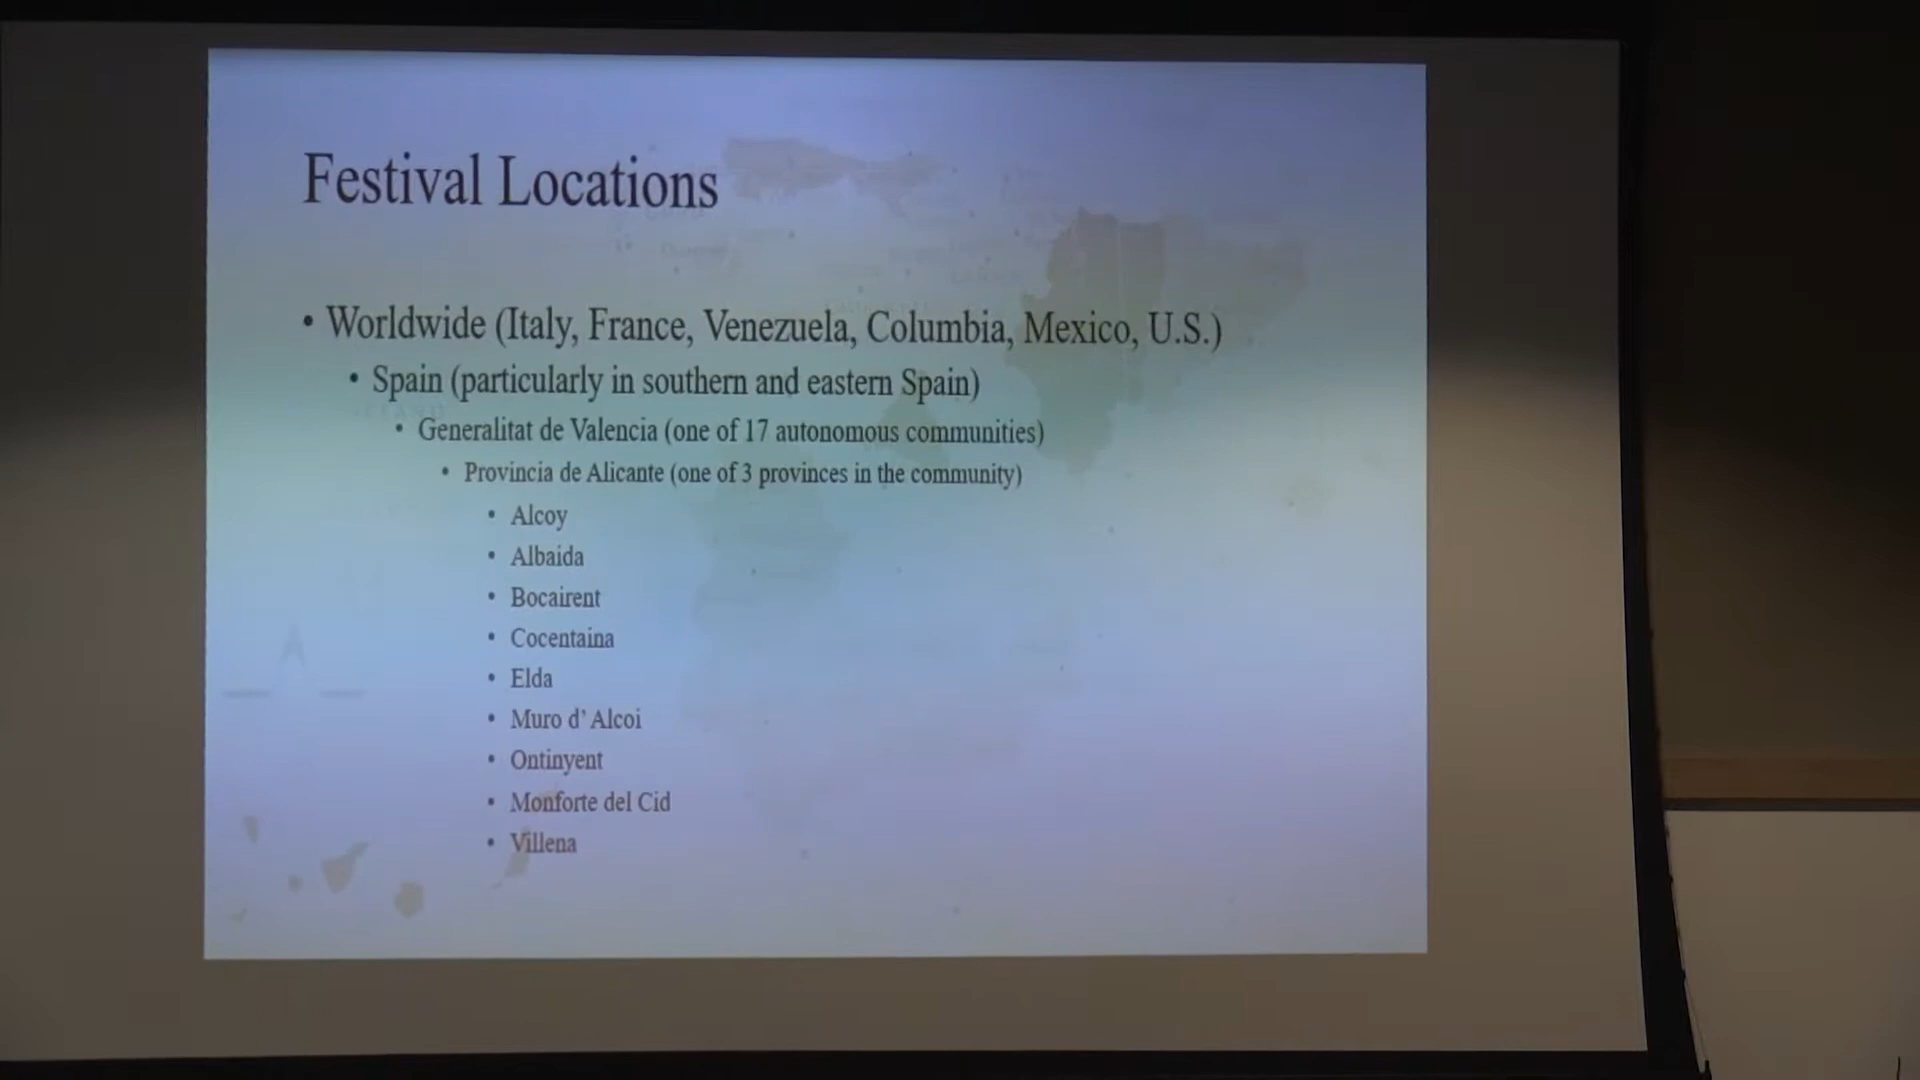 Festival Locations
• Worldwide (Italy, France, Venezuela, Columbia, Mexico, U.S.)
• Spain (particularly in southern and eastern Spain)
• Generalitat de Valencia (one of 17 autonomous communities)
• Provincia de Alicante (one of 3 provinces in the community)
• Alcoy
• Albaida
• Bocairent
• Cocentaina
• Elda
• Muro d’ Alcoi
• Ontinyent
• Monforte del Cid
• Villena